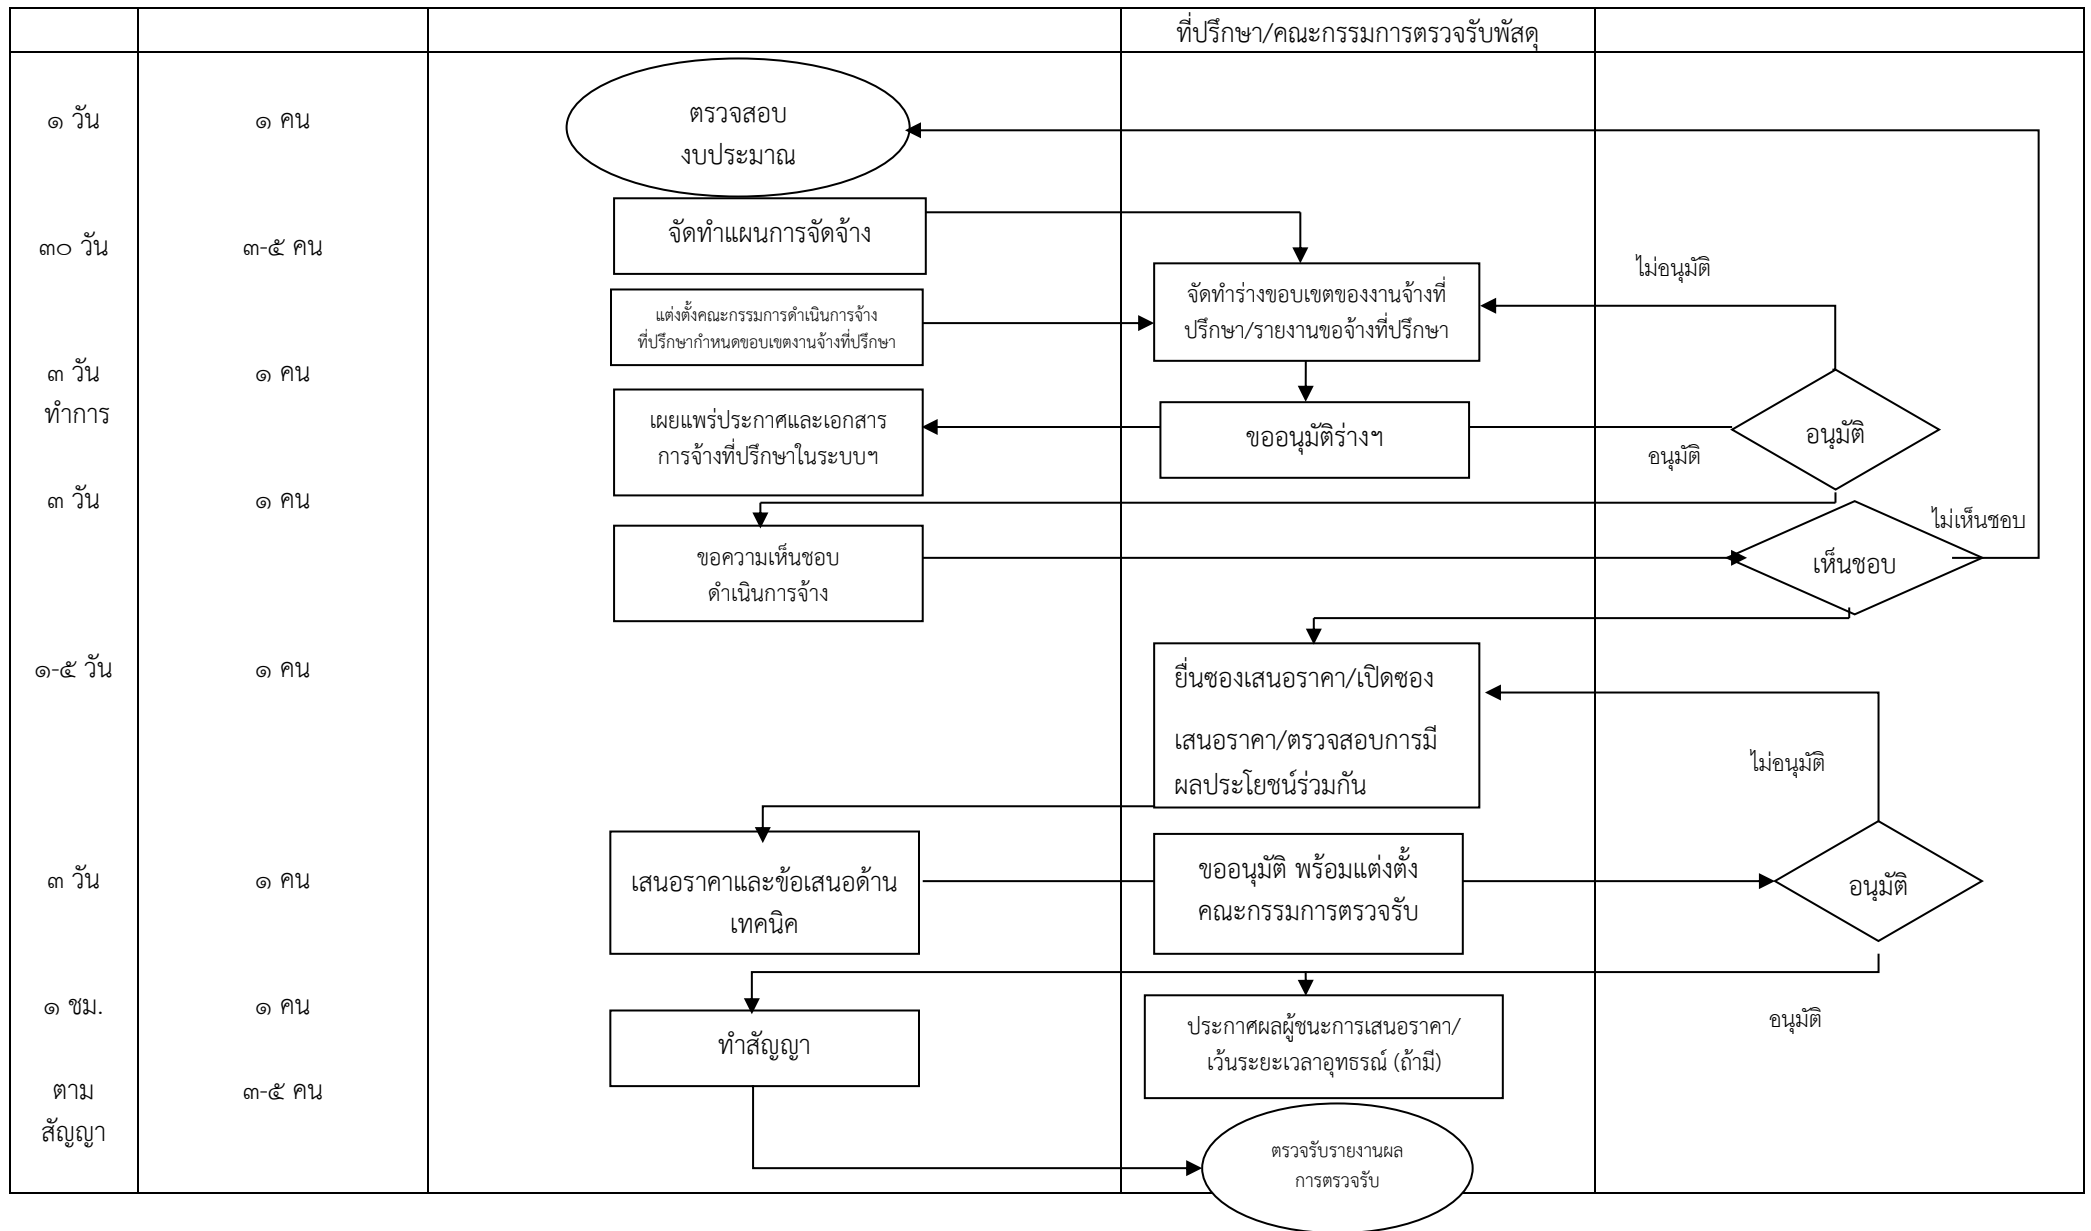 ที่ปรึกษา/คณะกรรมการตรวจรับพัสดุ
๑ วัน
๑ คน
ตรวจสอบ
งบประมาณ
๓๐ วัน
๓-๕ คน
จัดทำแผนการจัดจ้าง
ไม่อนุมัติ
จัดทำร่างขอบเขตของงานจ้างที่
ปรึกษา/รายงานขอจ้างที่ปรึกษา
แต่งตั้งคณะกรรมการดำเนินการจ้าง
ที่ปรึกษากำหนดขอบเขตงานจ้างที่ปรึกษา
๓ วัน
ทำการ
๑ คน
เผยแพร่ประกาศและเอกสาร
การจ้างที่ปรึกษาในระบบฯ
ขออนุมัติร่างฯ
อนุมัติ
อนุมัติ
๓ วัน
๑ คน
ขอความเห็นชอบ
ดำเนินการจ้าง
เห็นชอบ
ไม่เห็นชอบ
๑-๕ วัน
๑ คน
ยื่นซองเสนอราคา/เปิดซอง
เสนอราคา/ตรวจสอบการมี
ผลประโยชน์ร่วมกัน
ไม่อนุมัติ
๓ วัน
๑ คน
เสนอราคาและข้อเสนอด้าน
เทคนิค
ขออนุมัติ พร้อมแต่งตั้ง
คณะกรรมการตรวจรับ
อนุมัติ
๑ ชม.
๑ คน
ทำสัญญา
ประกาศผลผู้ชนะการเสนอราคา/
เว้นระยะเวลาอุทธรณ์ (ถ้ามี)
อนุมัติ
ตาม
สัญญา
๓-๕ คน
ตรวจรับรายงานผล
การตรวจรับ